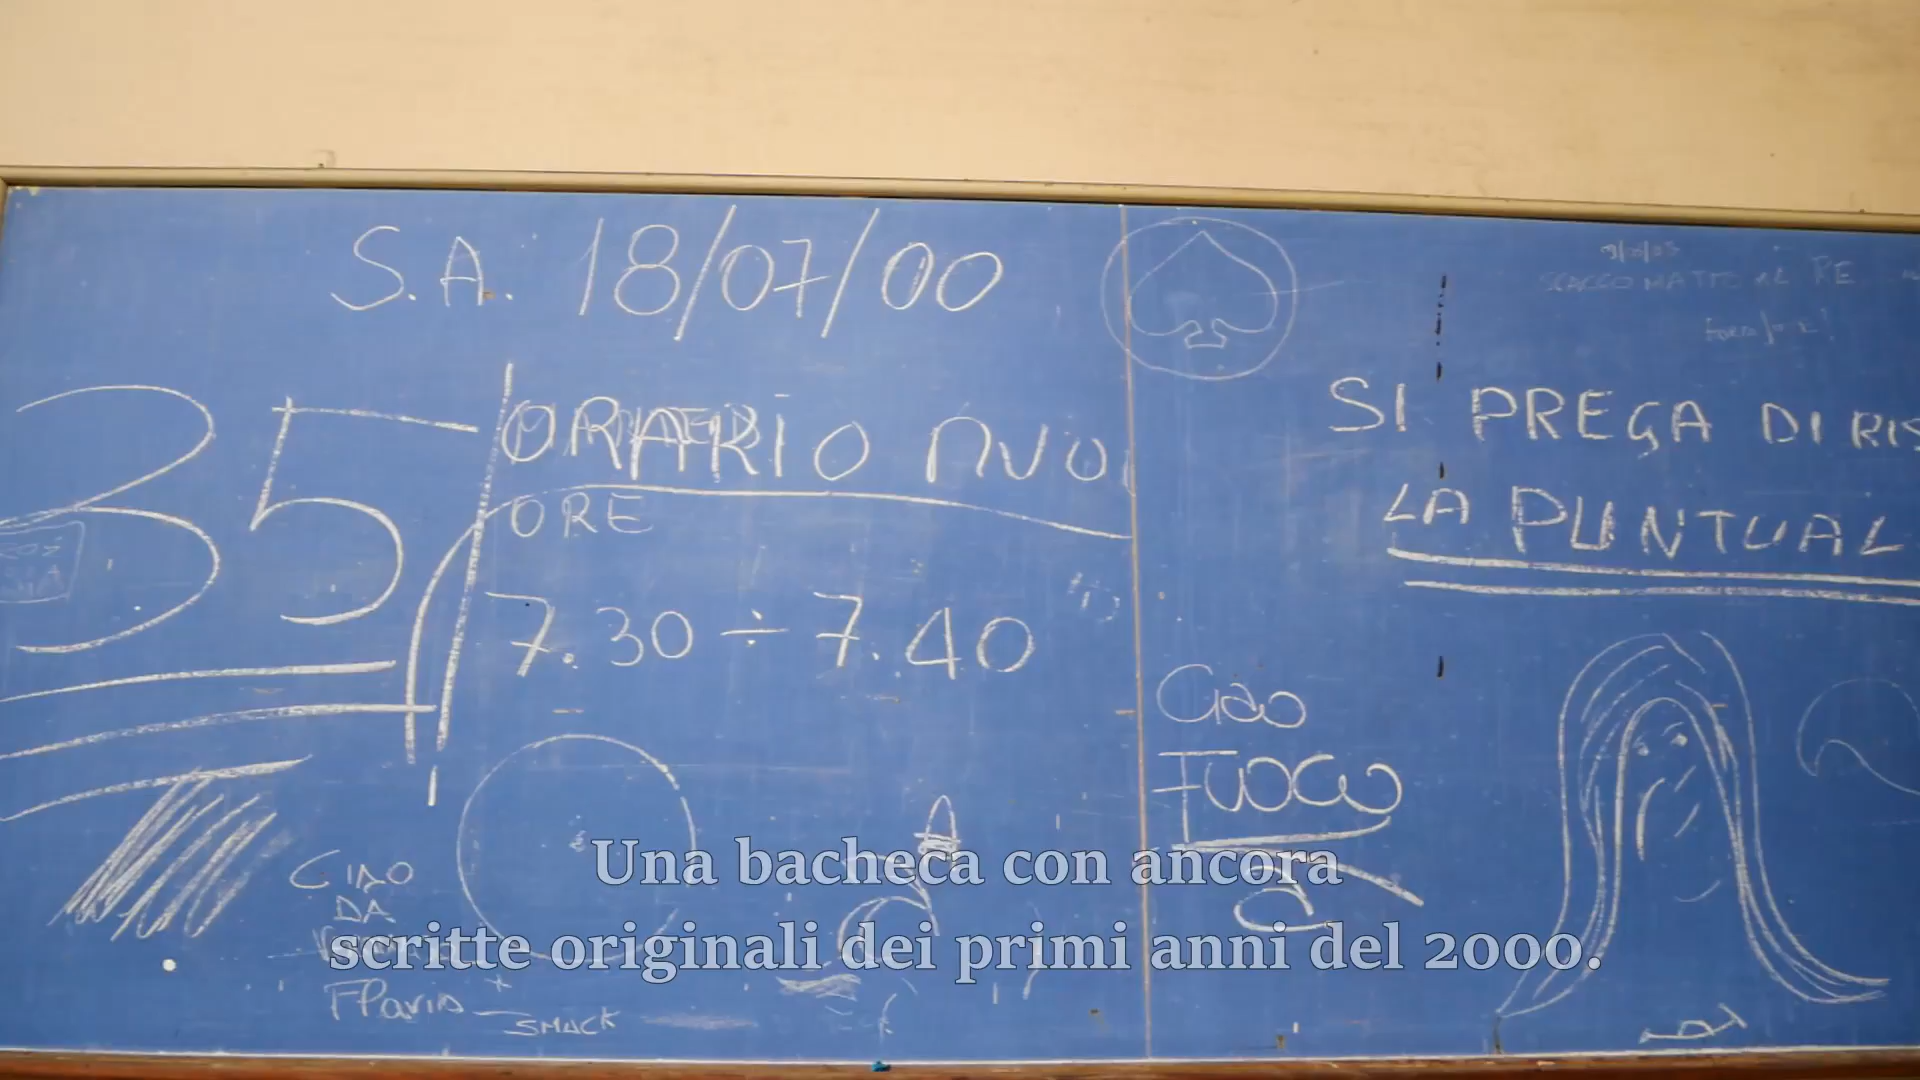 S.A. 18/07/00
35
ORARIO NUO
ORE
7.30 ÷ 7.40
SCACCO MATTO AL RE
SI PREGA DI RIS
LA PUNTUAL
Ciao
FUOCO
CIAO
DA
Flavia
SMACK
Una bacheca con ancora
scritte originali dei primi anni del 2000.